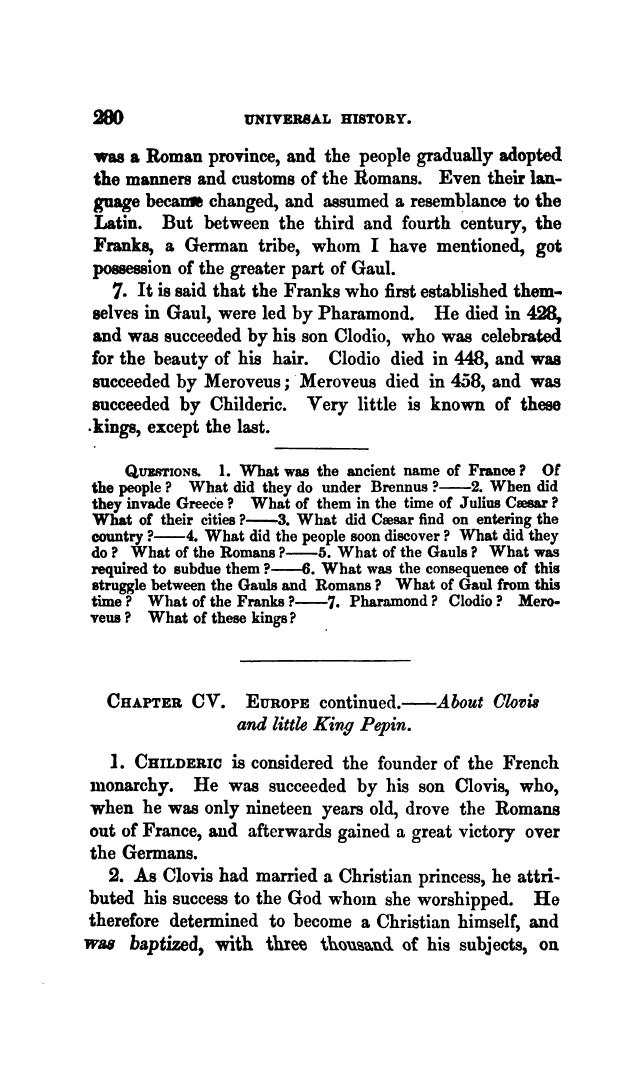 280 UNIVERSAL HISTORY.
was a Roman province, and the people gradually adopted
the manners and customs of the Romans. Even their lan-
guage became changed, and assumed a resemblance to the
Latin. But between the third and fourth century, the
Franks, a German tribe, whom I have mentioned, got
possession of the greater part of Gaul.
7. It is said that the Franks who first established them-
selves in Gaul, were led by Pharamond. He died in 428,
and was succeeded by his son Clodio, who was celebrated
for the beauty of his hair. Clodio died in 448, and was
succeeded by Meroveus; Meroveus died in 458, and was
succeeded by Childeric. Very little is known of these
kings, except the last.
QUESTIONS. 1. What was the ancient name of France? Of
the people? What did they do under Brennus?——2. When did
they invade Greece? What of them in the time of Julius Cæsar?
What of their cities?——3. What did Cæsar find on entering the
country?——4. What did the people soon discover? What did they
do? What of the Romans?——5. What of the Gauls? What was
required to subdue them?——6. What was the consequence of this
struggle between the Gauls and Romans? What of Gaul from this
time? What of the Franks?——7. Pharamond? Clodio? Mero-
veus? What of these kings?
CHAPTER CV. EUROPE continued.——About Clovis
and little King Pepin.
1. CHILDERIC is considered the founder of the French
monarchy. He was succeeded by his son Clovis, who,
when he was only nineteen years old, drove the Romans
out of France, and afterwards gained a great victory over
the Germans.
2. As Clovis had married a Christian princess, he attri-
buted his success to the God whom she worshipped. He
therefore determined to become a Christian himself, and
was baptized, with three thousand of his subjects, on